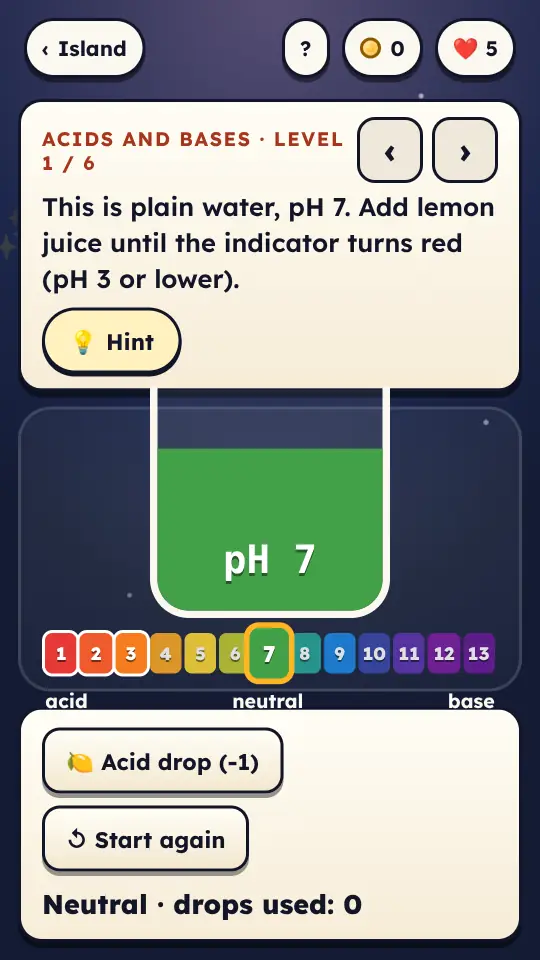 ‹ Island
?
0
5
ACIDS AND BASES · LEVEL
1 / 6
‹
›
This is plain water, pH 7. Add lemon
juice until the indicator turns red
(pH 3 or lower).
Hint
pH 7
1 2 3 4 5 6 7 8 9 10 11 12 13
acid neutral base
Acid drop (-1)
Start again
Neutral · drops used: 0